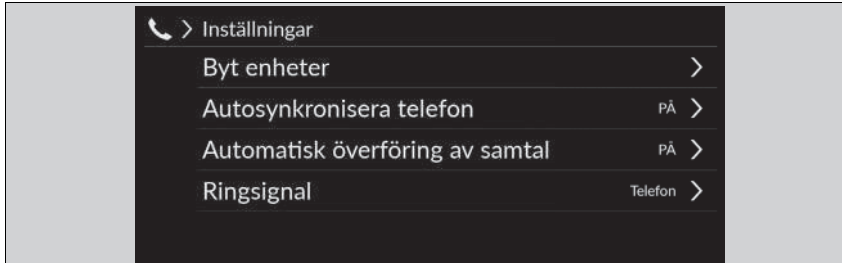 Inställningar
Byt enheter
Autosynkronisera telefon PÅ
Automatisk överföring av samtal PÅ
Ringsignal Telefon